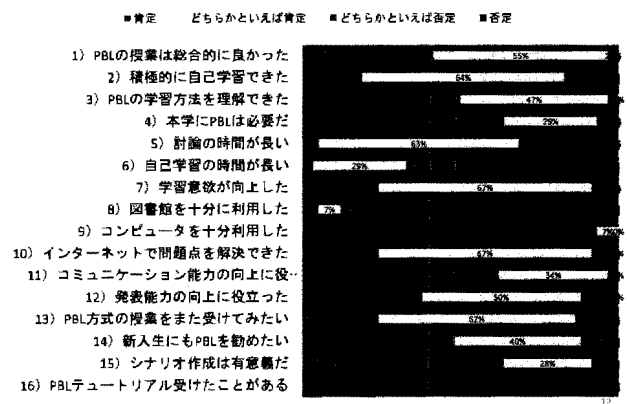 ■肯定 どちらかといえば肯定 ■どちらかといえば否定 ■否定
1）PBLの授業は総合的に良かった 55%
2）積極的に自己学習できた 64%
3）PBLの学習方法を理解できた 47%
4）本学にPBLは必要だ 29%
5）討論の時間が長い 63%
6）自己学習の時間が長い 29%
7）学習意欲が向上した 67%
8）図書館を十分に利用した 7%
9）コンピュータを十分利用した
10）インターネットで問題点を解決できた 67%
11）コミュニケーション能力の向上に役… 34%
12）発表能力の向上に役立った 50%
13）PBL方式の授業をまた受けてみたい 62%
14）新入生にもPBLを勧めたい 40%
15）シナリオ作成は有意義だ 28%
16）PBLテュートリアル受けたことがある